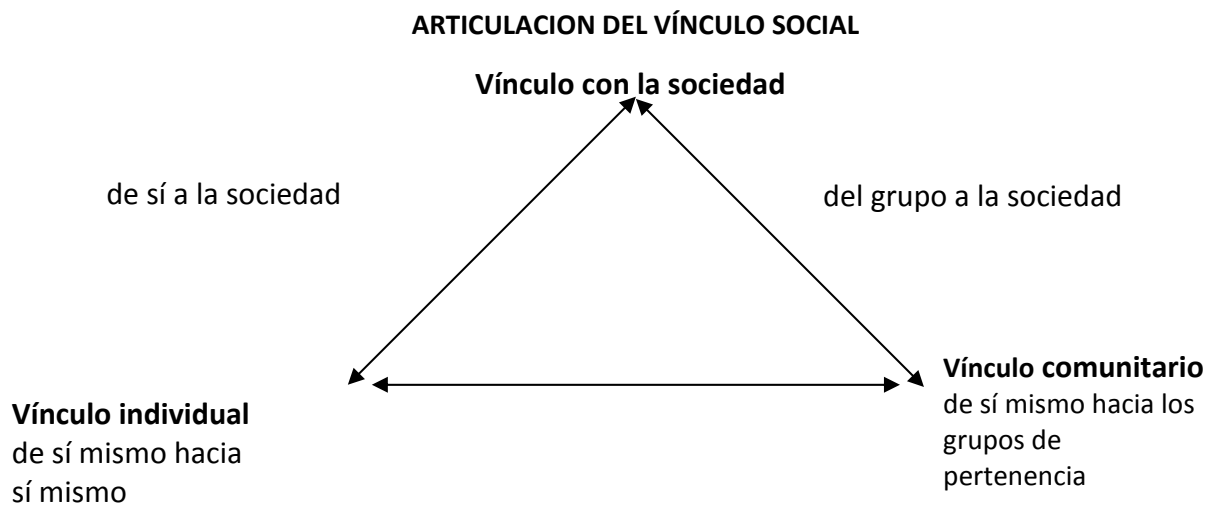 ARTICULACION DEL VÍNCULO SOCIAL
Vínculo con la sociedad
de sí a la sociedad
del grupo a la sociedad
Vínculo individual
de sí mismo hacia
sí mismo
Vínculo comunitario
de sí mismo hacia los
grupos de
pertenencia